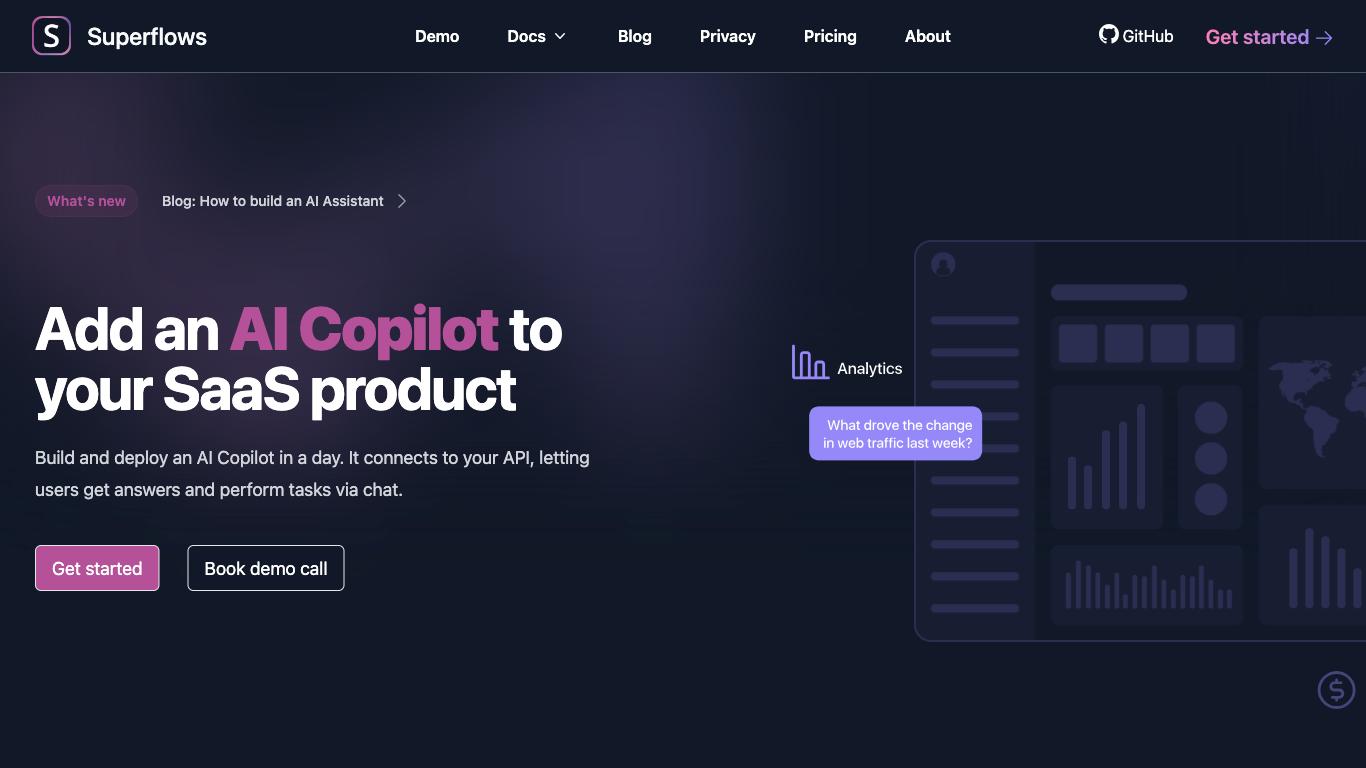 S Superflows
Demo
Docs
Blog
Privacy
Pricing
About
GitHub
Get started →
What's new
Blog: How to build an AI Assistant
Add an AI Copilot to
your SaaS product
Build and deploy an AI Copilot in a day. It connects to your API, letting
users get answers and perform tasks via chat.
Get started
Book demo call
Analytics
What drove the change
in web traffic last week?
$